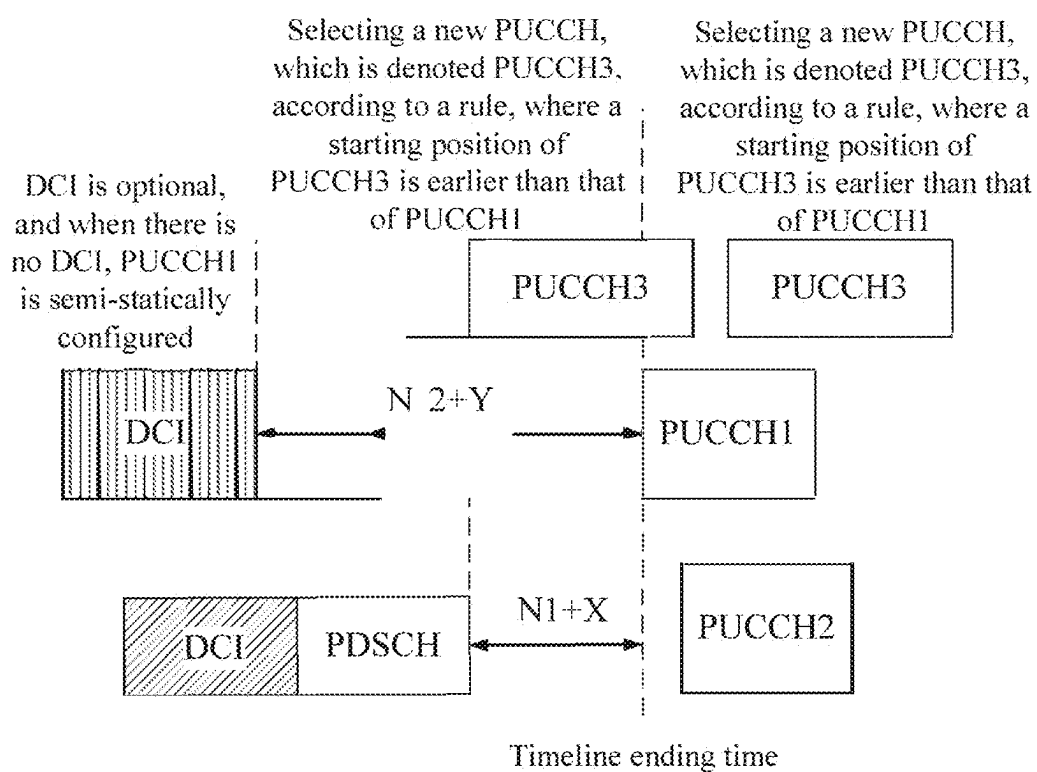 Selecting a new PUCCH,
which is denoted PUCCH3,
according to a rule, where a
starting position of
PUCCH3 is earlier than that
of PUCCH1
Selecting a new PUCCH,
which is denoted PUCCH3,
according to a rule, where a
starting position of
PUCCH3 is earlier than that
of PUCCH1
DCI is optional,
and when there is
no DCI, PUCCH1
is semi-statically
configured
PUCCH3
PUCCH3
DCI
N 2+Y
PUCCH1
DCI
PDSCH
N1+X
PUCCH2
Timeline ending time